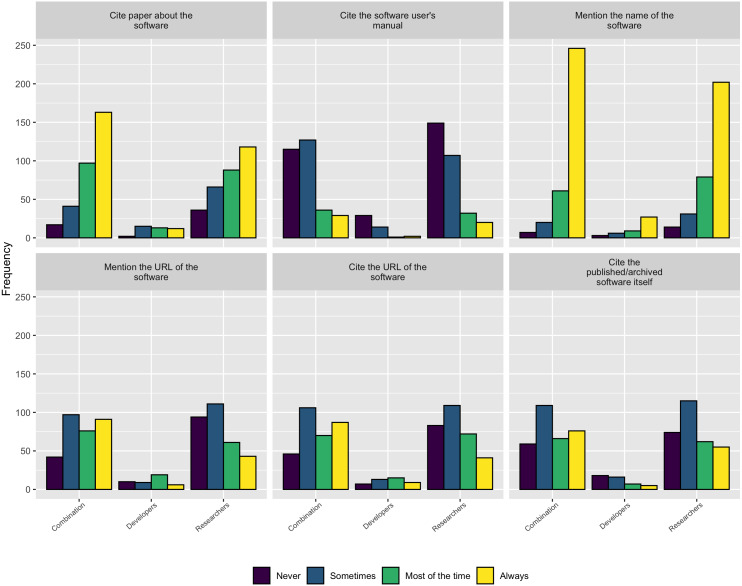 Cite paper about the
software
Cite the software user's
manual
Mention the name of the
software
250
200
150
100
50
0
Frequency
Mention the URL of the
software
Cite the URL of the
software
Cite the
published/archived
software itself
250
200
150
100
50
0
Combination
Developers
Researchers
Combination
Developers
Researchers
Combination
Developers
Researchers
Never Sometimes Most of the time Always